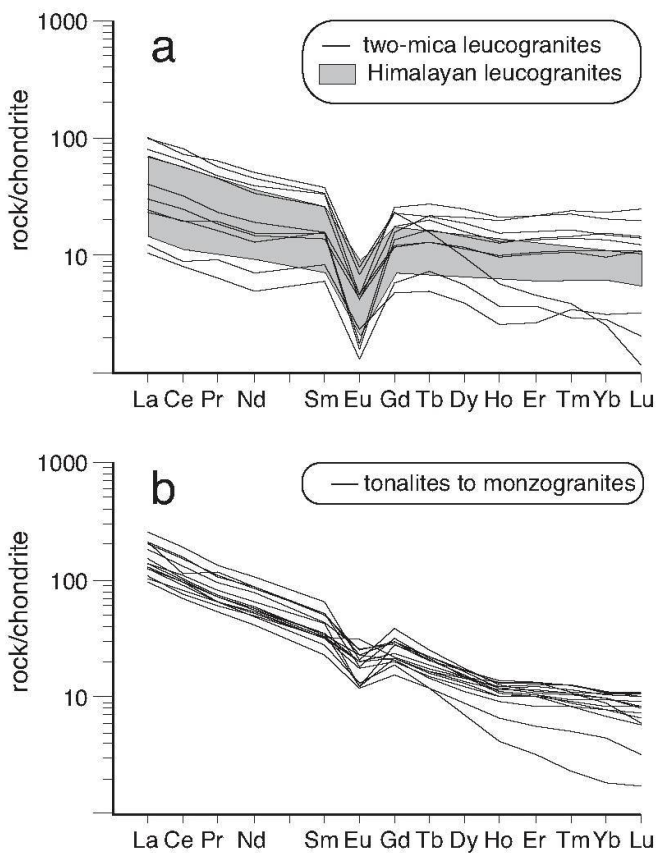 1000
a
two-mica leucogranites
Himalayan leucogranites
100
rock/chondrite
10
La Ce Pr Nd Sm Eu Gd Tb Dy Ho Er Tm Yb Lu
1000
b
tonalites to monzogranites
100
rock/chondrite
10
La Ce Pr Nd Sm Eu Gd Tb Dy Ho Er Tm Yb Lu